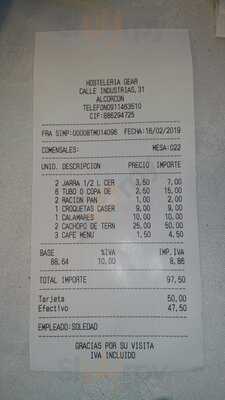 HOSTELERIA GEAR
CALLE INDUSTRIAS, 31
ALCORCON
TELEFONO911463510
CIF:B86294725
FRA SIMP:00008TM014096 FECHA:16/02/2019
COMENSALES: MESA:022
UNID. DESCRIPCION PRECIO IMPORTE
2 JARRA 1/2 L CER 3,50 7,00
6 TUBO O COPA DE 2,50 15,00
2 RACION PAN 1,00 2,00
1 CROQUETAS CASER 9,00 9,00
1 CALAMARES 10,00 10,00
2 CACHOPO DE TERN 25,00 50,00
3 CAFE MENU 1,50 4,50
BASE %IVA IMP.IVA
88,64 10,00 8,86
TOTAL IMPORTE 97,50
Tarjeta 50,00
Efectivo 47,50
EMPLEADO:SOLEDAD
GRACIAS POR SU VISITA
IVA INCLUIDO